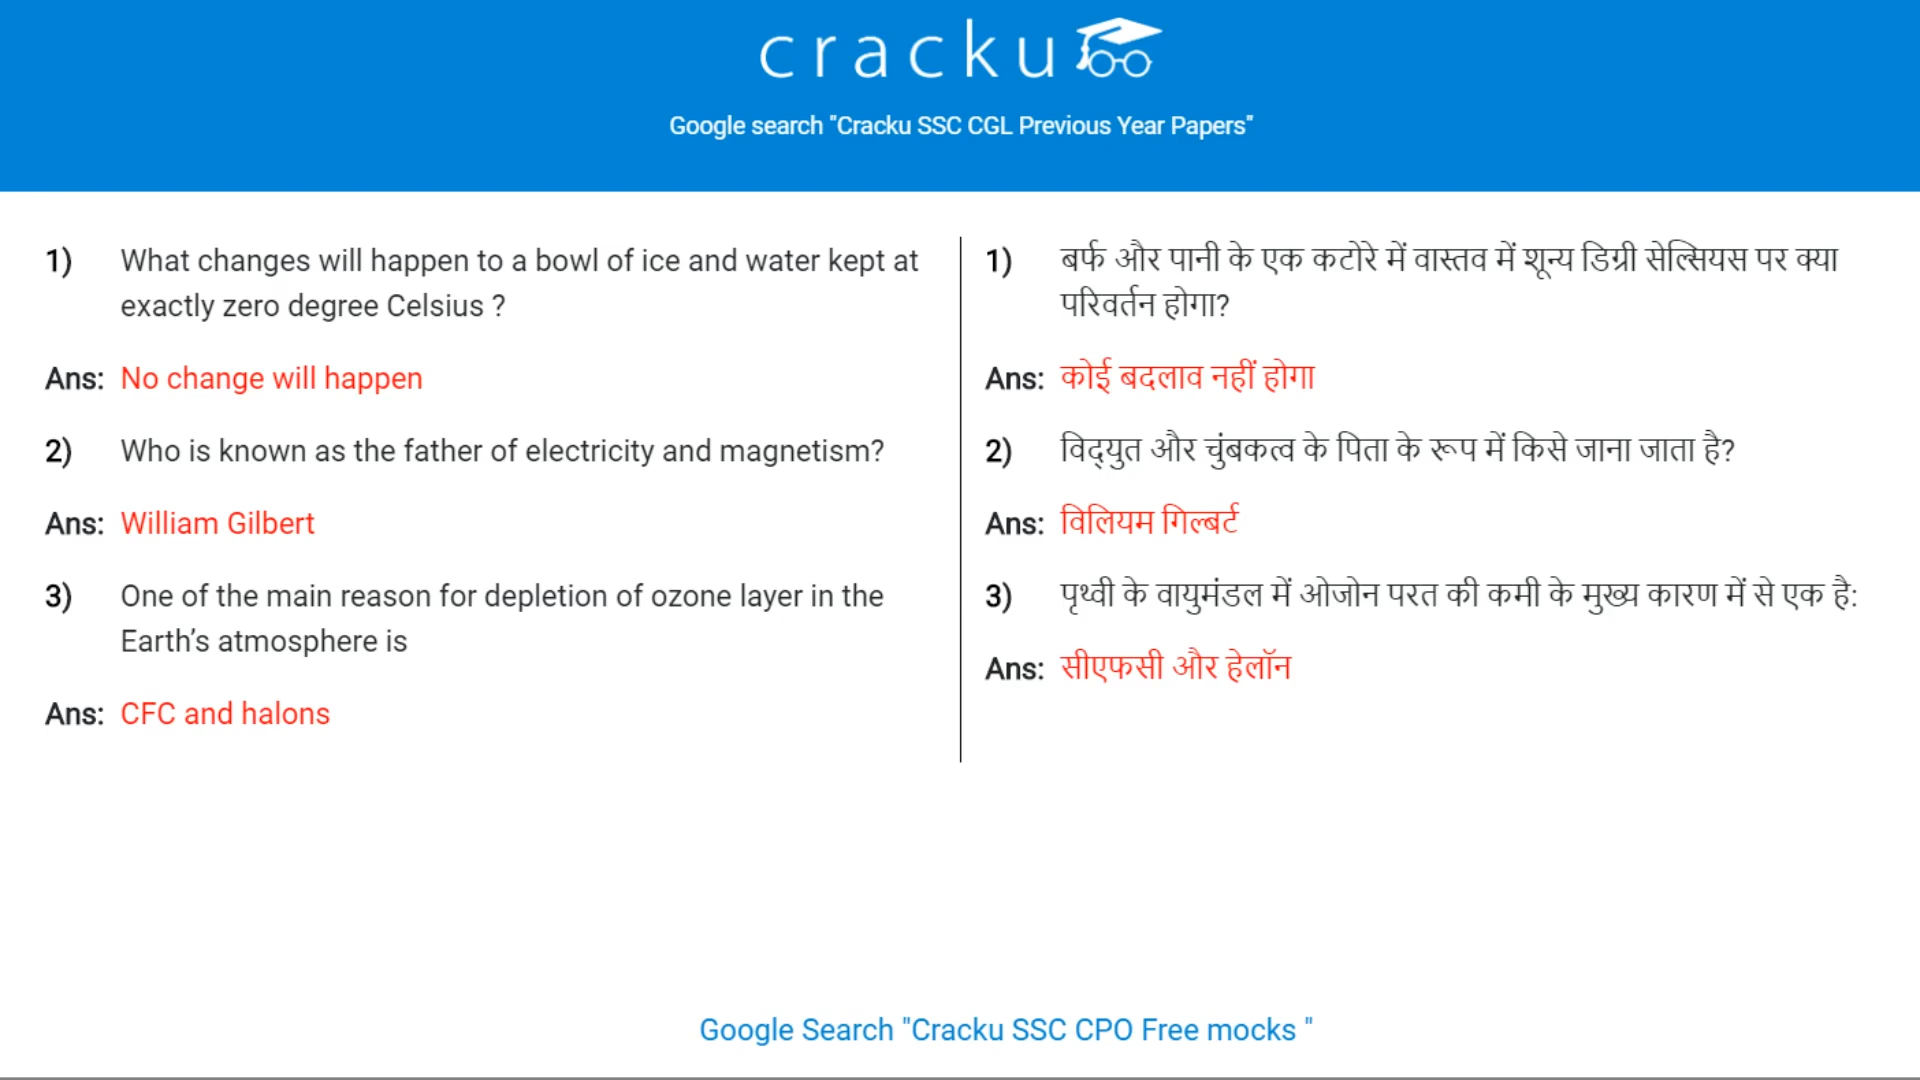 cracku
Google search "Cracku SSC CGL Previous Year Papers"
1) What changes will happen to a bowl of ice and water kept at
exactly zero degree Celsius ?
Ans: No change will happen
2) Who is known as the father of electricity and magnetism?
Ans: William Gilbert
3) One of the main reason for depletion of ozone layer in the
Earth’s atmosphere is
Ans: CFC and halons
1) बर्फ और पानी के एक कटोरे में वास्तव में शून्य डिग्री सेल्सियस पर क्या
परिवर्तन होगा?
Ans: कोई बदलाव नहीं होगा
2) विद्युत और चुंबकत्व के पिता के रूप में किसे जाना जाता है?
Ans: विलियम गिल्बर्ट
3) पृथ्वी के वायुमंडल में ओजोन परत की कमी के मुख्य कारण में से एक है:
Ans: सीएफसी और हेलॉन
Google Search "Cracku SSC CPO Free mocks "